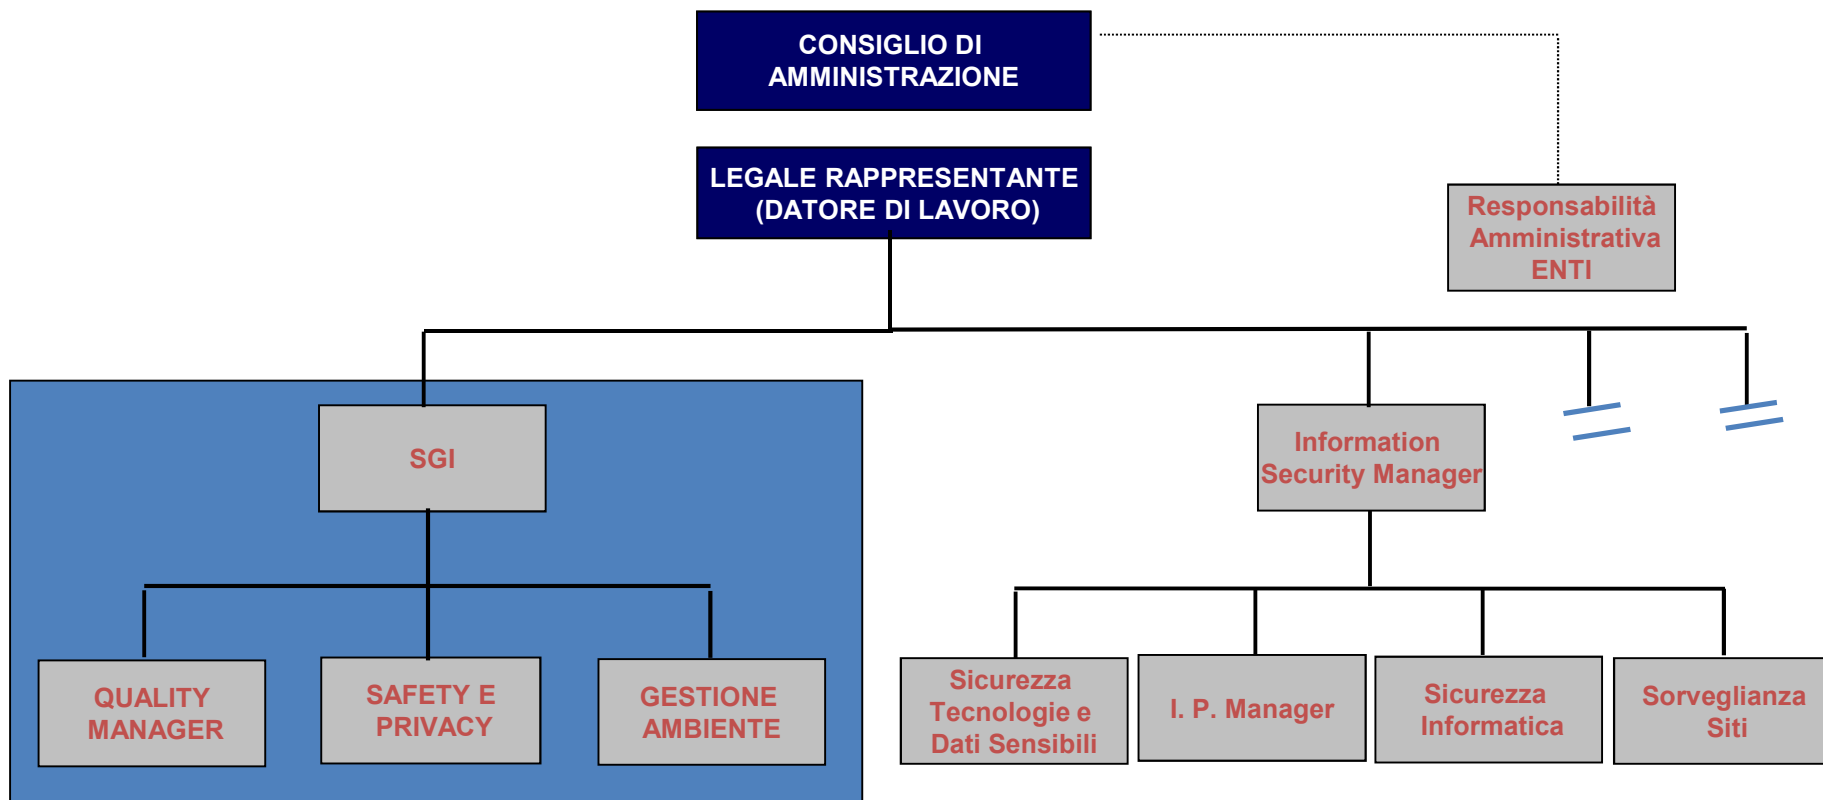 CONSIGLIO DI
AMMINISTRAZIONE
LEGALE RAPPRESENTANTE
(DATORE DI LAVORO)
Responsabilità
Amministrativa
ENTI
SGI
Information
Security Manager
QUALITY
MANAGER
SAFETY E
PRIVACY
GESTIONE
AMBIENTE
Sicurezza
Tecnologie e
Dati Sensibili
I. P. Manager
Sicurezza
Informatica
Sorveglianza
Siti